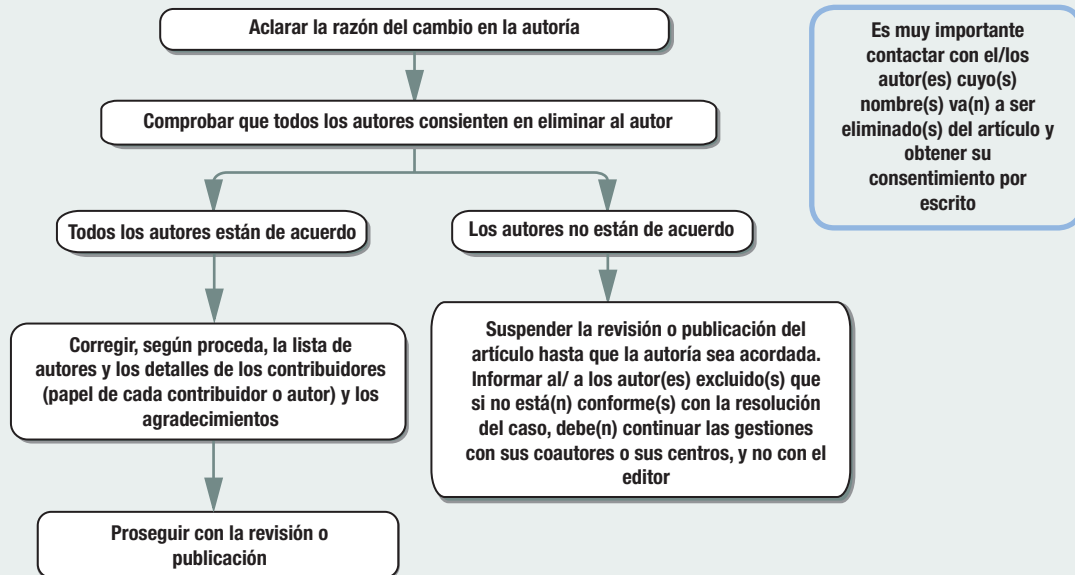 Aclarar la razón del cambio en la autoría
Comprobar que todos los autores consienten en eliminar al autor
Todos los autores están de acuerdo
Corregir, según proceda, la lista de
autores y los detalles de los contribuidores
(papel de cada contribuidor o autor) y los
agradecimientos
Proseguir con la revisión o
publicación
Los autores no están de acuerdo
Suspender la revisión o publicación del
artículo hasta que la autoría sea acordada.
Informar al/ a los autor(es) excluido(s) que
si no está(n) conforme(s) con la resolución
del caso, debe(n) continuar las gestiones
con sus coautores o sus centros, y no con el
editor
Es muy importante
contactar con el/los
autor(es) cuyo(s)
nombre(s) va(n) a ser
eliminado(s) del artículo y
obtener su
consentimiento por
escrito